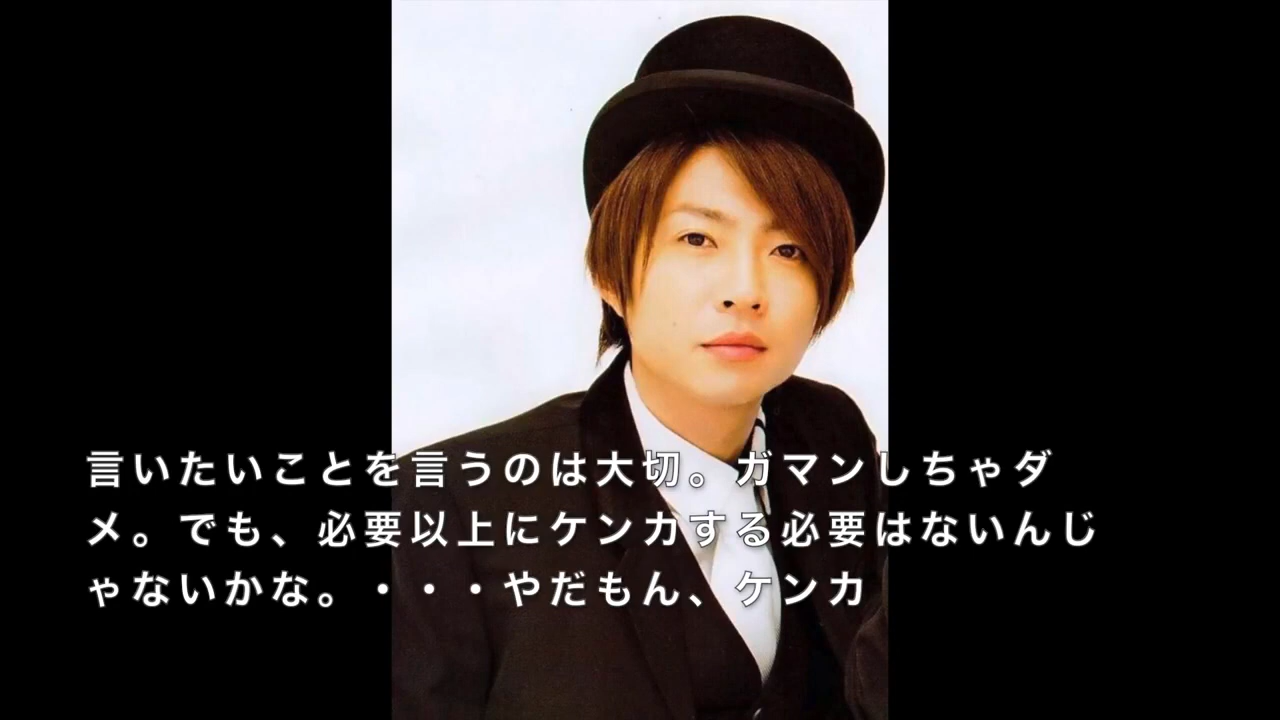 言いたいことを言うのは大切。ガマンしちゃダ
メ。でも、必要以上にケンカする必要はないんじ
ゃないかな。・・・やだもん、ケンカ